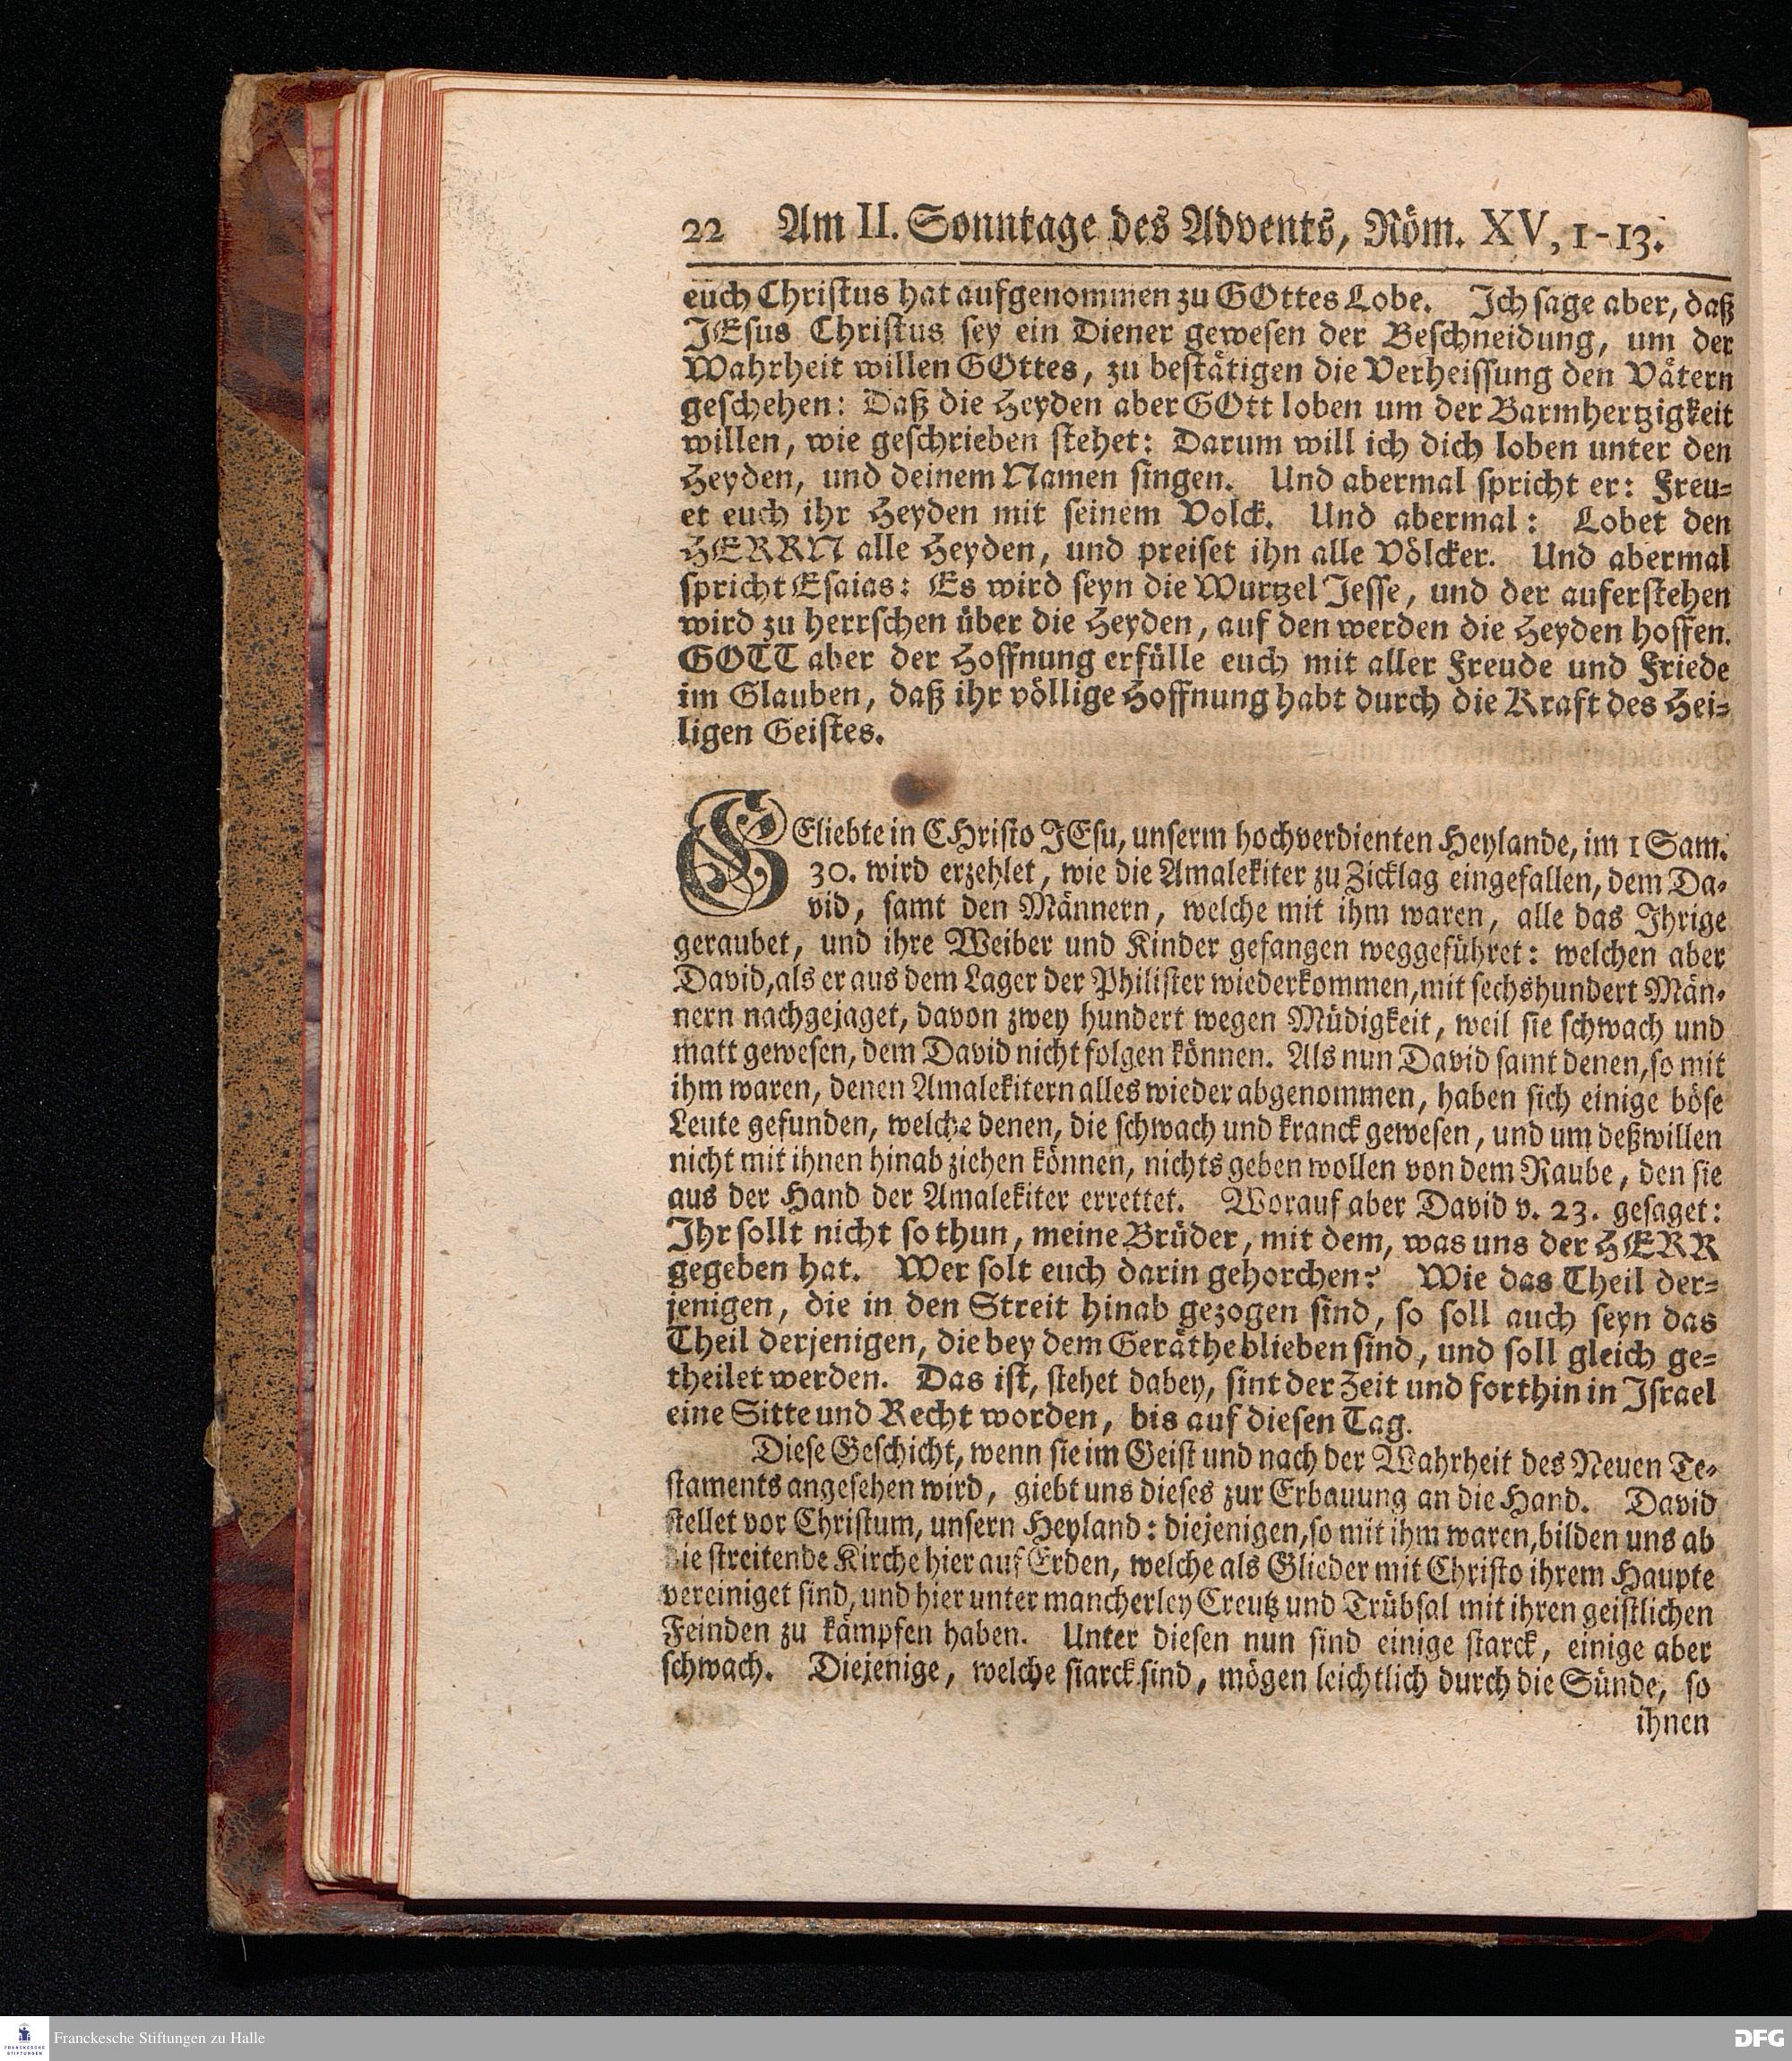 22 Am II. Sonntage des Advents, Röm. XV, 1-13.
euch Christus hat aufgenommen zu GOttes Lobe. Ich sage aber, daß
JEsus Christus sey ein Diener gewesen der Beschneidung, um der
Wahrheit willen GOttes, zu bestätigen die Verheissung den Vätern
geschehen: Daß die Heyden aber GOtt loben um der Barmhertzigkeit
willen, wie geschrieben stehet: Darum will ich dich loben unter den
Heyden, und deinem Namen singen. Und abermal spricht er: Freu-
et euch ihr Heyden mit seinem Volck. Und abermal: Lobet den
HERRN alle Heyden, und preiset ihn alle Völcker. Und abermal
spricht Esaias: Es wird seyn die Wurtzel Jesse, und der auferstehen
wird zu herrschen über die Heyden, auf den werden die Heyden hoffen.
GOTT aber der Hoffnung erfülle euch mit aller Freude und Friede
im Glauben, daß ihr völlige Hoffnung habt durch die Kraft des Hei-
ligen Geistes.
GEliebte in CHristo JEsu, unserm hochverdienten Heylande, im 1 Sam.
30. wird erzehlet, wie die Amalekiter zu Zicklag eingefallen, dem Da-
vid, samt den Männern, welche mit ihm waren, alle das Ihrige
geraubet, und ihre Weiber und Kinder gefangen weggeführet: welchen aber
David, als er aus dem Lager der Philister wiederkommen, mit sechshundert Män-
nern nachgejaget, davon zwey hundert wegen Müdigkeit, weil sie schwach und
matt gewesen, dem David nicht folgen können. Als nun David samt denen, so mit
ihm waren, denen Amalekitern alles wieder abgenommen, haben sich einige böse
Leute gefunden, welche denen, die schwach und kranck gewesen, und um deßwillen
nicht mit ihnen hinab ziehen können, nichts geben wollen von dem Raube, den sie
aus der Hand der Amalekiter errettet. Worauf aber David v. 23. gesaget:
Ihr sollt nicht so thun, meine Brüder, mit dem, was uns der HERR
gegeben hat. Wer solt euch darin gehorchen? Wie das Theil der-
jenigen, die in den Streit hinab gezogen sind, so soll auch seyn das
Theil derjenigen, die bey dem Geräthe blieben sind, und soll gleich ge-
theilet werden. Das ist, stehet dabey, sint der Zeit und forthin in Israel
eine Sitte und Recht worden, bis auf diesen Tag.
Diese Geschicht, wenn sie im Geist und nach der Wahrheit des Neuen Te-
staments angesehen wird, giebt uns dieses zur Erbauung an die Hand. David
stellet vor Christum, unsern Heyland: diejenigen, so mit ihm waren, bilden uns ab
die streitende Kirche hier auf Erden, welche als Glieder mit Christo ihrem Haupte
vereiniget sind, und hier unter mancherley Creutz und Trübsal mit ihren geistlichen
Feinden zu kämpfen haben. Unter diesen nun sind einige starck, einige aber
schwach. Diejenige, welche starck sind, mögen leichtlich durch die Sünde, so
ihnen
FRANCKESCHE
STIFTUNGEN
Franckesche Stiftungen zu Halle
DFG